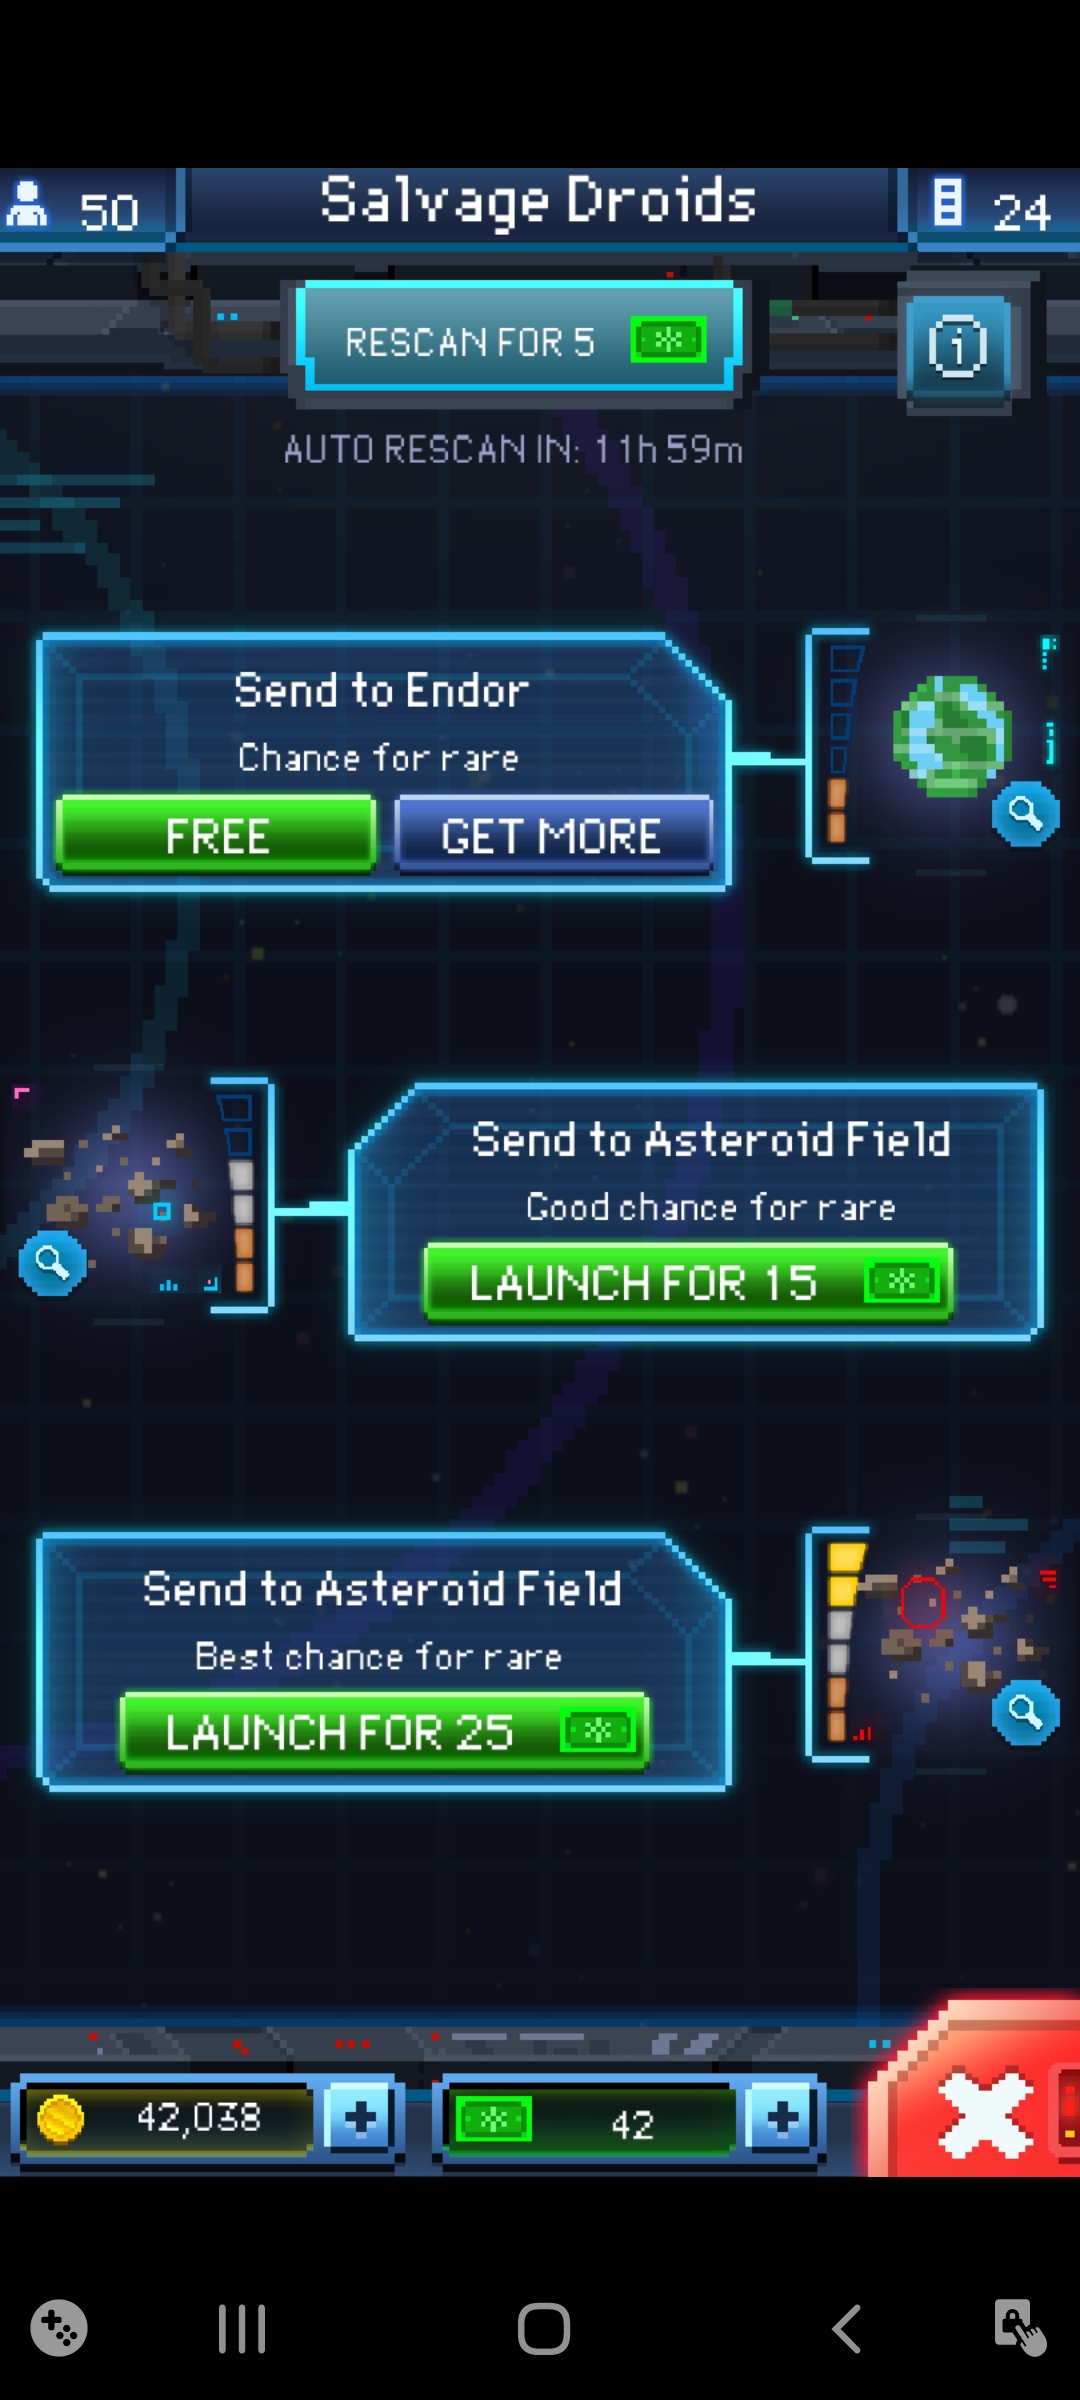 50
Salvage Droids
24
RESCAN FOR 5
AUTO RESCAN IN: 11h 59m
Send to Endor
Chance for rare
FREE
GET MORE
Send to Asteroid Field
Good chance for rare
LAUNCH FOR 15
Send to Asteroid Field
Best chance for rare
LAUNCH FOR 25
42,038
42